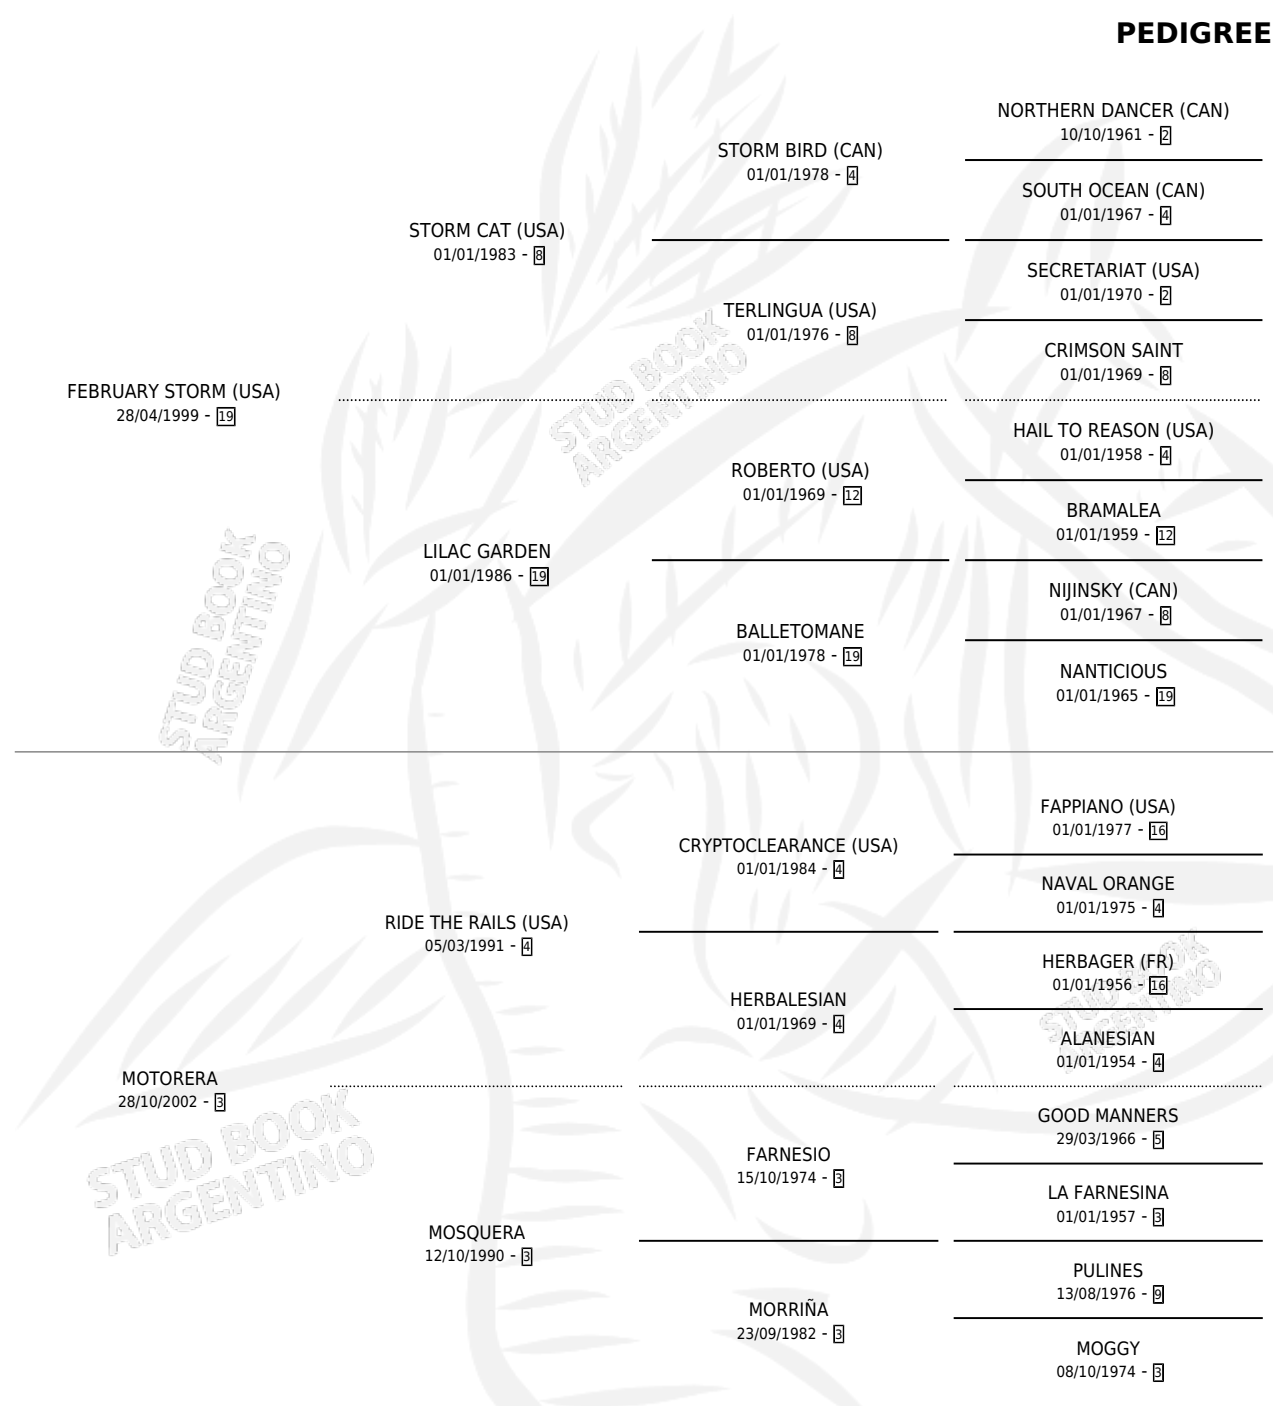 PEDIGREE
NORTHERN DANCER (CAN)
10/10/1961 - 2
STORM BIRD (CAN)
01/01/1978 - 4
SOUTH OCEAN (CAN)
01/01/1967 - 4
STORM CAT (USA)
01/01/1983 - 8
SECRETARIAT (USA)
01/01/1970 - 2
TERLINGUA (USA)
01/01/1976 - 8
CRIMSON SAINT
01/01/1969 - 8
FEBRUARY STORM (USA)
28/04/1999 - 19
HAIL TO REASON (USA)
01/01/1958 - 4
ROBERTO (USA)
01/01/1969 - 12
BRAMALEA
01/01/1959 - 12
LILAC GARDEN
01/01/1986 - 19
NIJINSKY (CAN)
01/01/1967 - 8
BALLETOMANE
01/01/1978 - 19
NANTICIOUS
01/01/1965 - 19
FAPPIANO (USA)
01/01/1977 - 16
CRYPTOCLEARANCE (USA)
01/01/1984 - 4
NAVAL ORANGE
01/01/1975 - 4
RIDE THE RAILS (USA)
05/03/1991 - 4
HERBAGER (FR)
01/01/1956 - 16
HERBALESIAN
01/01/1969 - 4
ALANESIAN
01/01/1954 - 4
MOTORERA
28/10/2002 - 3
GOOD MANNERS
29/03/1966 - 5
FARNESIO
15/10/1974 - 3
LA FARNESINA
01/01/1957 - 3
MOSQUERA
12/10/1990 - 3
PULINES
13/08/1976 - 9
MORRIÑA
23/09/1982 - 3
MOGGY
08/10/1974 - 3
STUD BOOK
ARGENTINO
STUD BOOK
ARGENTINO
STUD BOOK
ARGENTINO
STUD BOOK
ARGENTINO